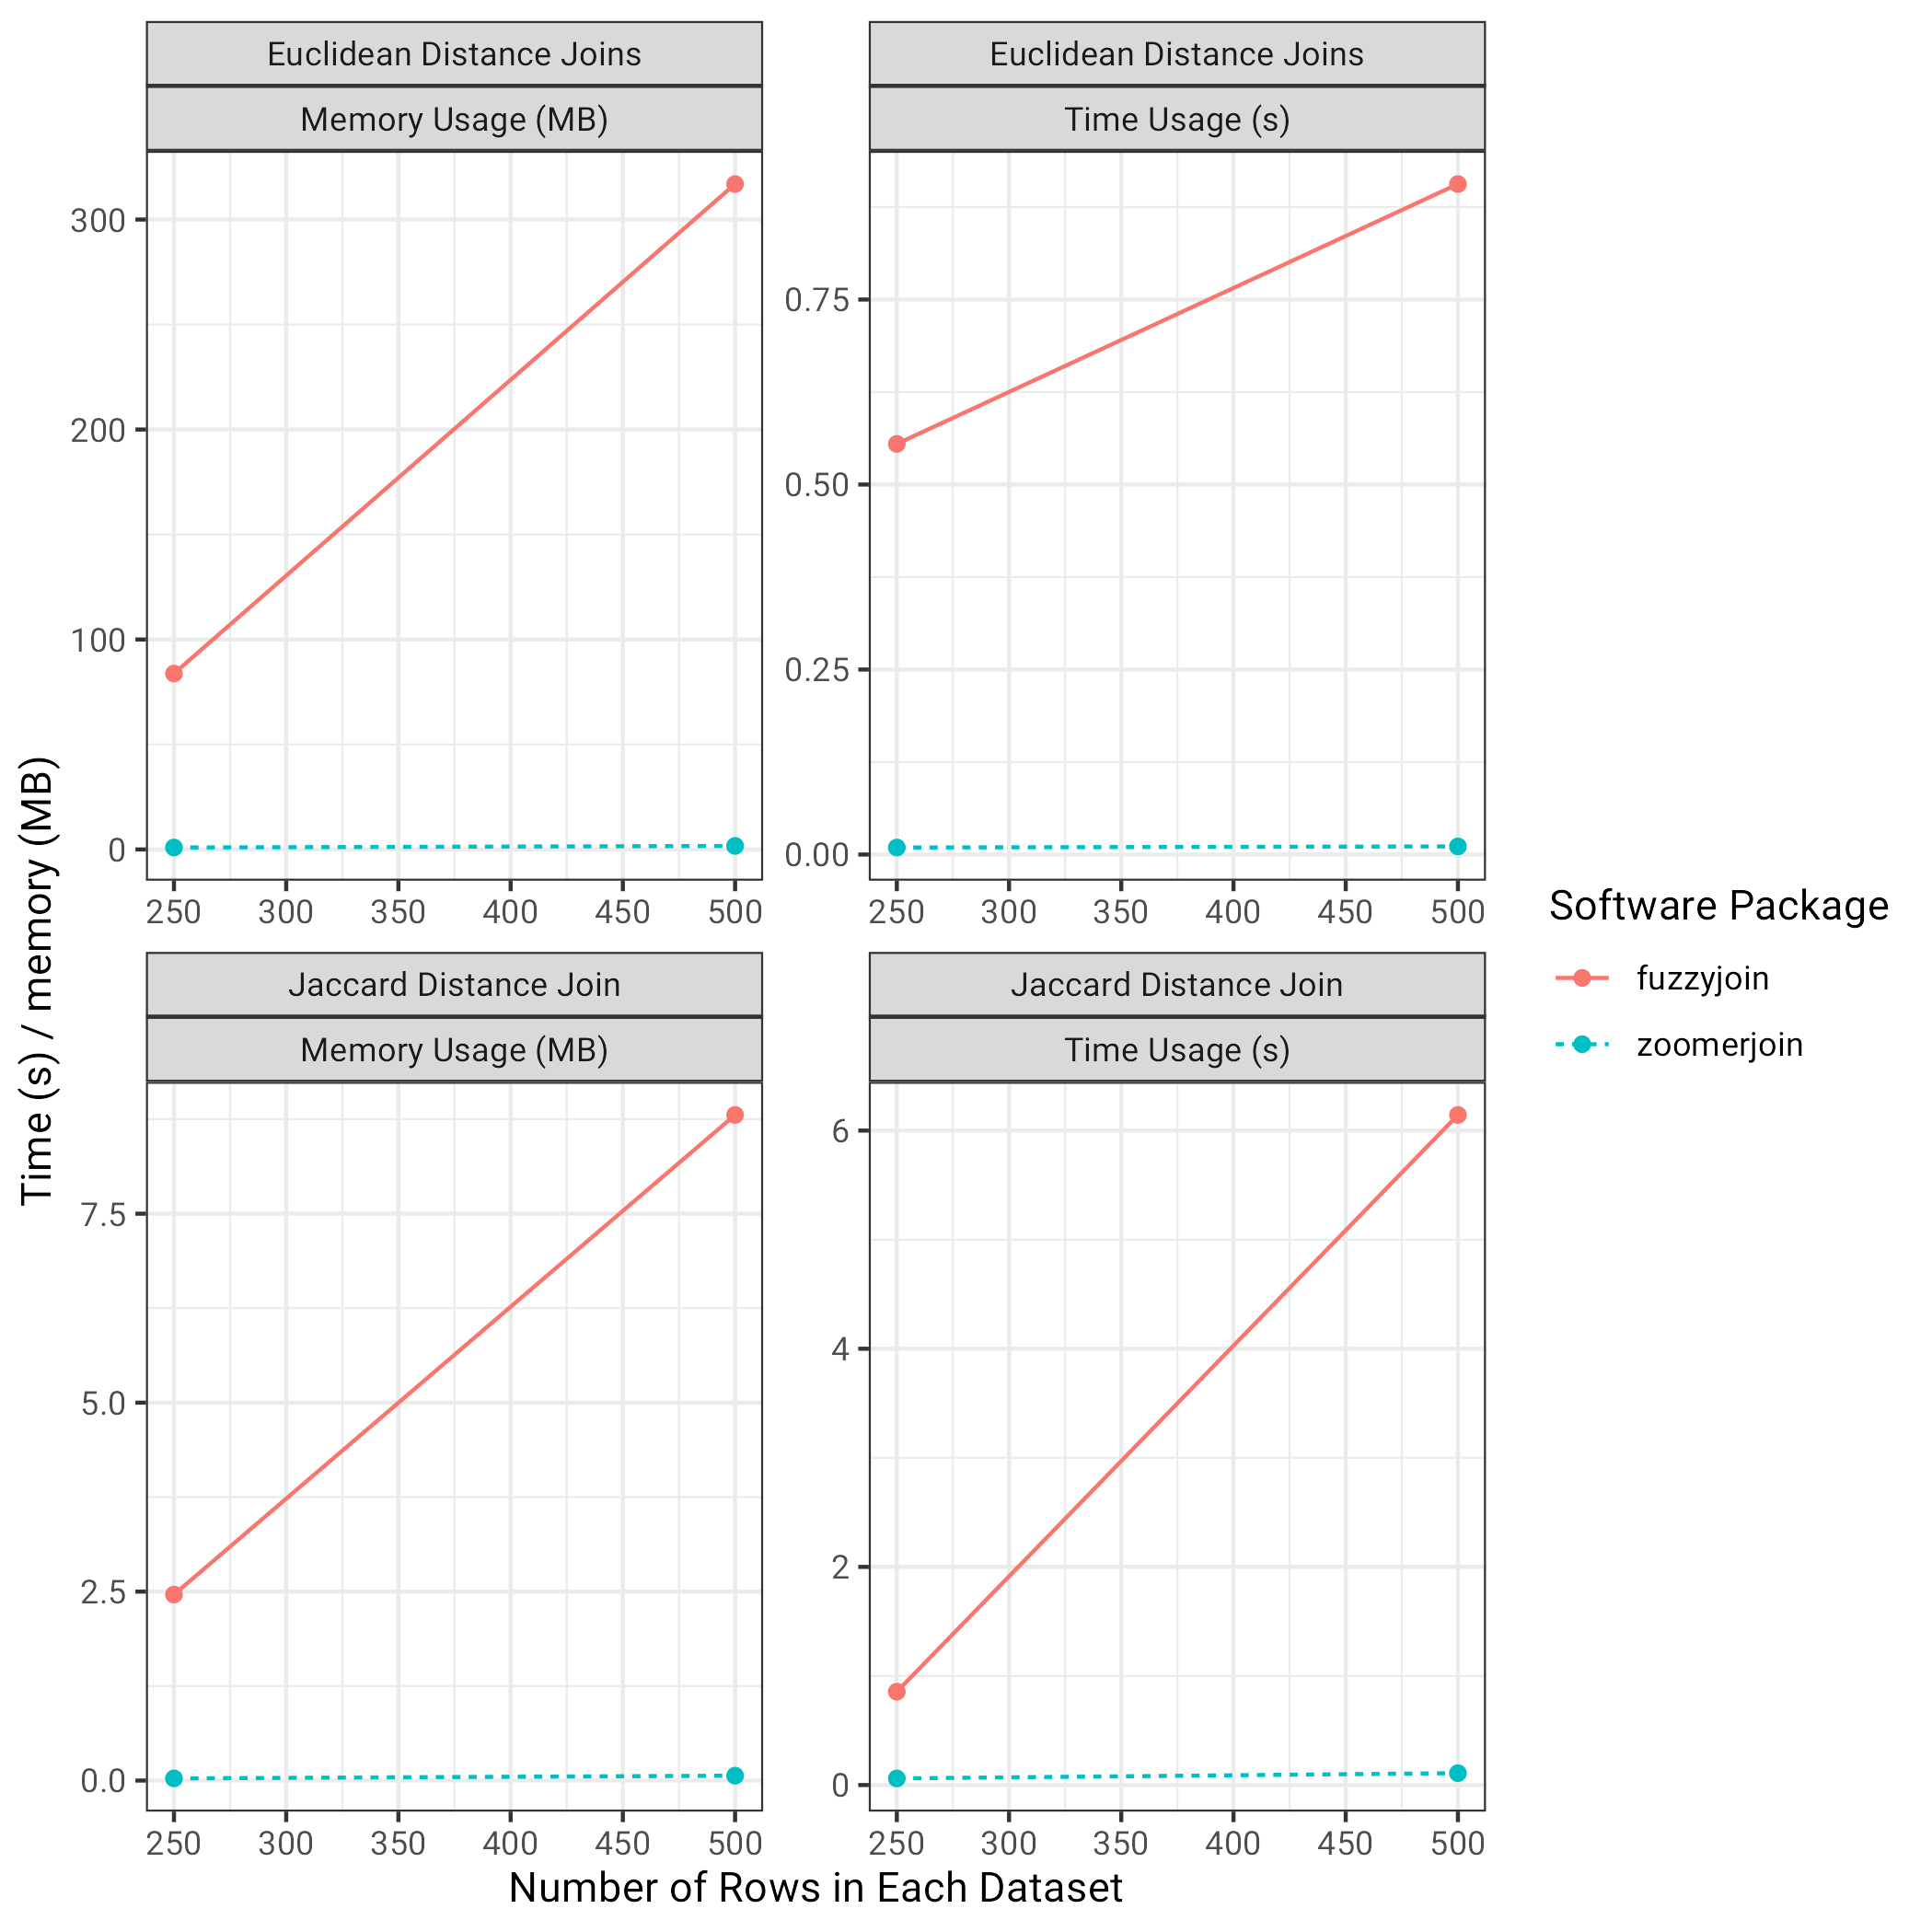 Euclidean Distance Joins
Memory Usage (MB)
300
200
100
0
250 300 350 400 450 500
Euclidean Distance Joins
Time Usage (s)
0.75
0.50
0.25
0.00
250 300 350 400 450 500
Jaccard Distance Join
Memory Usage (MB)
7.5
5.0
2.5
0.0
250 300 350 400 450 500
Jaccard Distance Join
Time Usage (s)
6
4
2
0
250 300 350 400 450 500
Time (s) / memory (MB)
Number of Rows in Each Dataset
Software Package
fuzzyjoin
zoomerjoin